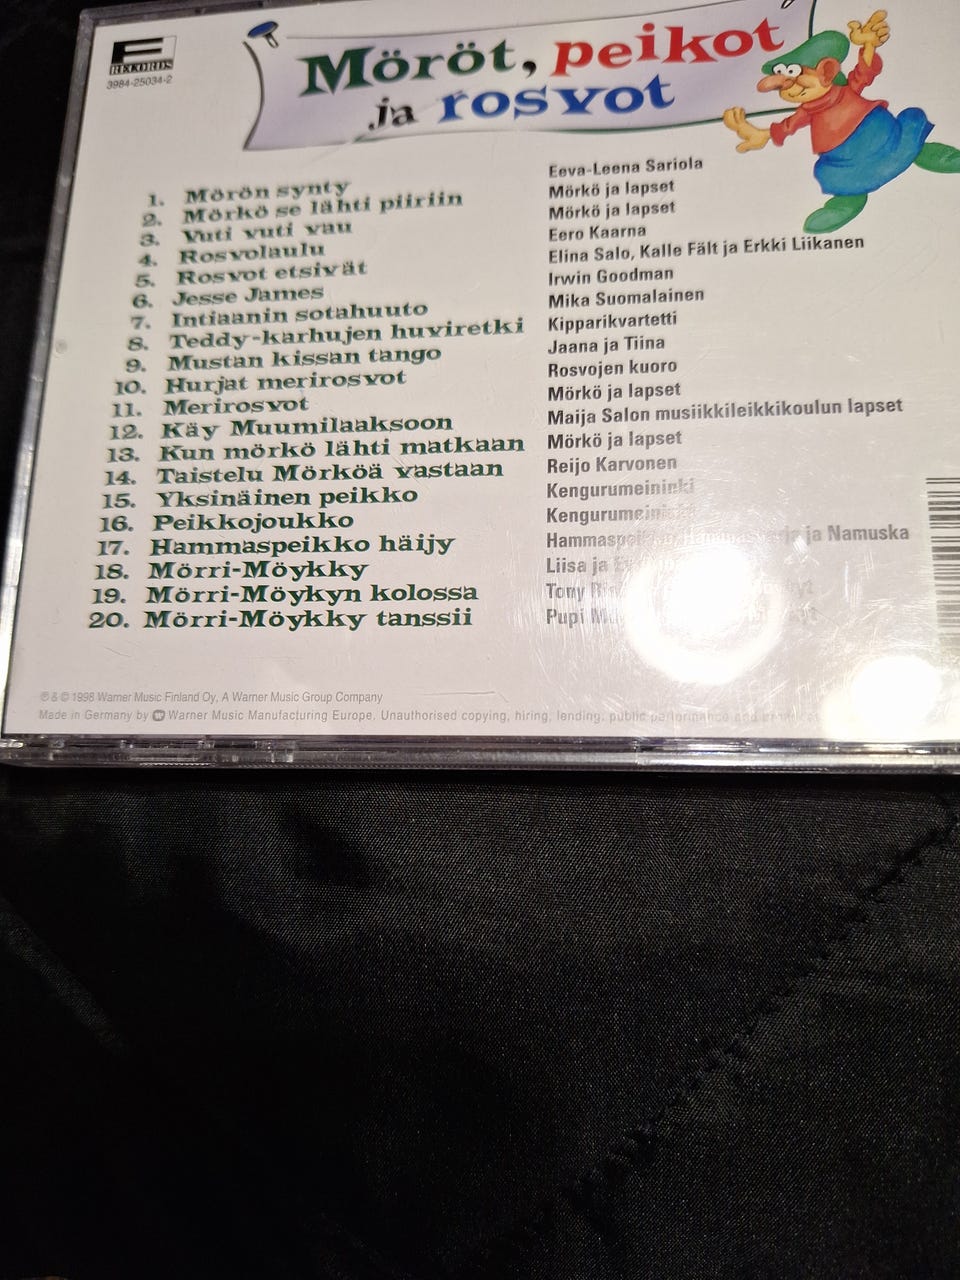 F
RECORDS
3984-25034-2
Möröt, peikot
ja rosvot
1. Mörön synty Eeva-Leena Sariola
2. Mörkö se lähti piiriin Mörkö ja lapset
3. Vuti vuti vau Mörkö ja lapset
4. Rosvolaulu Eero Kaarna
5. Rosvot etsivät Elina Salo, Kalle Fält ja Erkki Liikanen
6. Jesse James Irwin Goodman
7. Intiaanin sotahuuto Mika Suomalainen
8. Teddy-karhujen huviretki Kipparikvartetti
9. Mustan kissan tango Jaana ja Tiina
10. Hurjat merirosvot Rosvojen kuoro
11. Merirosvot Mörkö ja lapset
12. Käy Muumilaaksoon Maija Salon musiikkileikkikoulun lapset
13. Kun mörkö lähti matkaan Mörkö ja lapset
14. Taistelu Mörköä vastaan Reijo Karvonen
15. Yksinäinen peikko Kengurumeininki
16. Peikkojoukko Kengurumeininki
17. Hammaspeikko häijy ja Namuska
18. Mörri-Möykky Liisa ja
19. Mörri-Möykyn kolossa Tony
20. Mörri-Möykky tanssii Pupi
℗ & © 1998 Warner Music Finland Oy, A Warner Music Group Company
Made in Germany by Warner Music Manufacturing Europe. Unauthorised copying, hiring, lending, public performance and